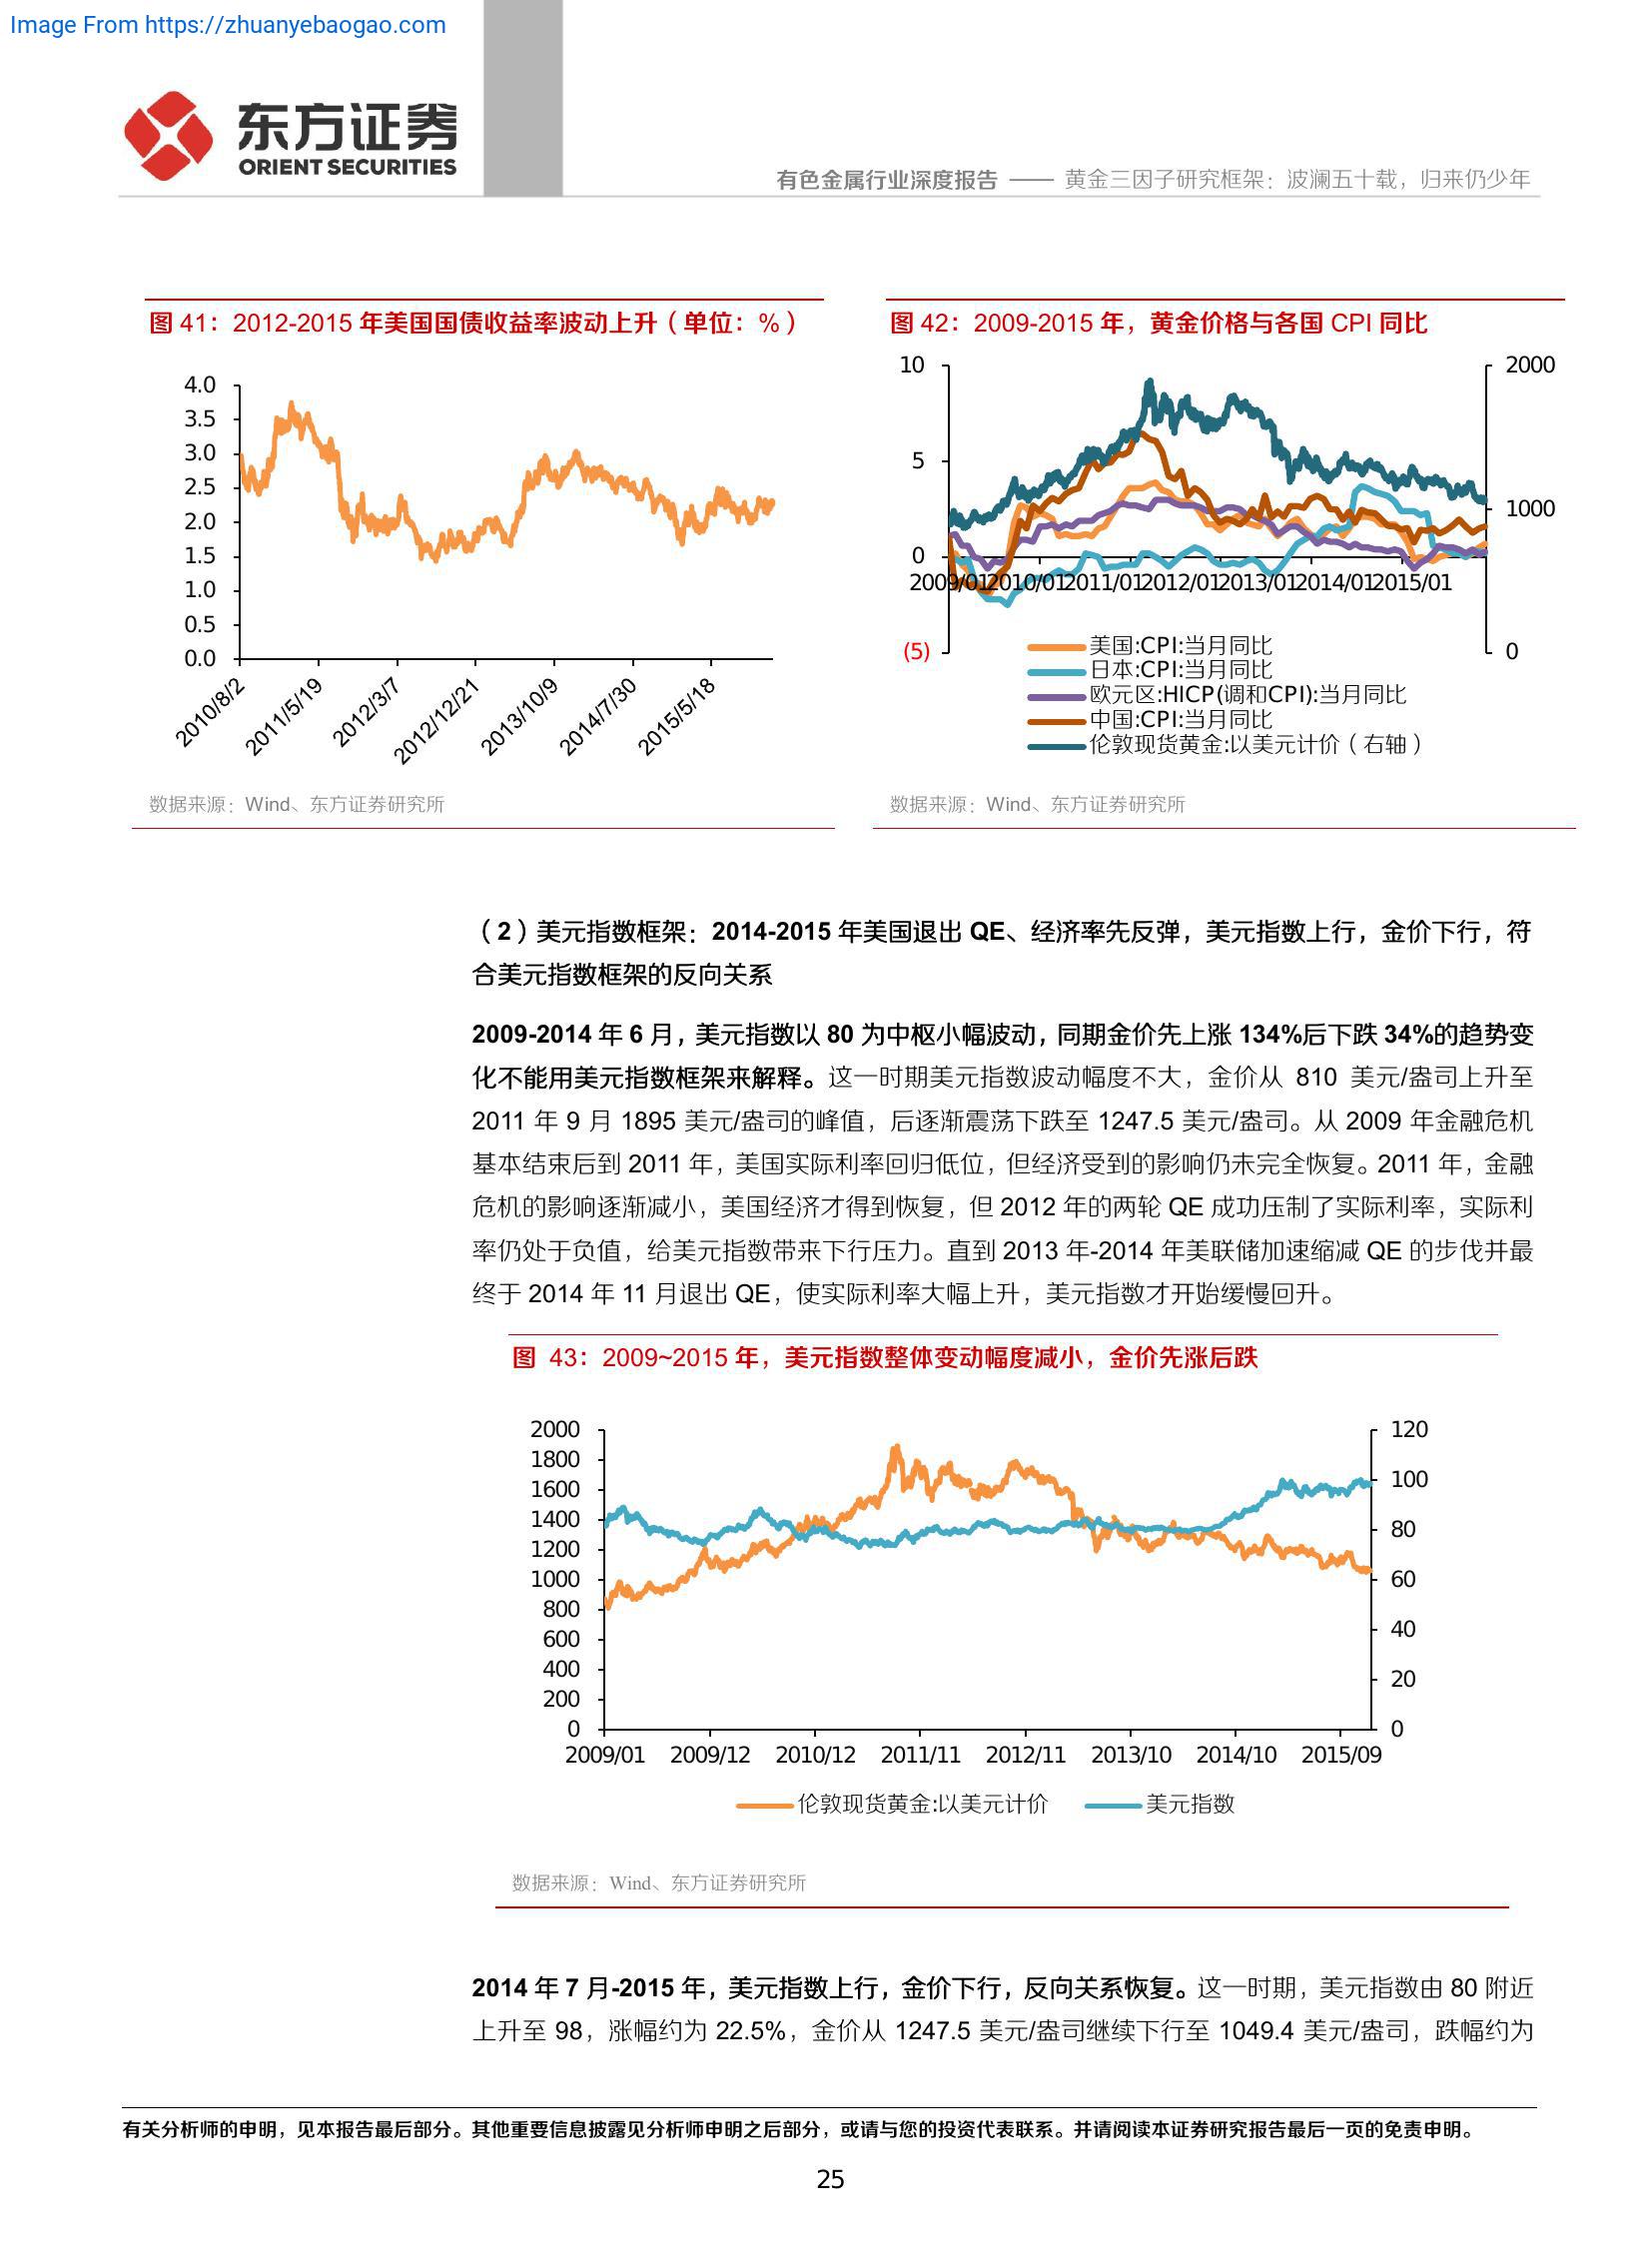 Image From https://zhuanyebaogao.com
东方证券
ORIENT SECURITIES
有色金属行业深度报告 —— 黄金三因子研究框架：波澜五十载，归来仍少年
图 41：2012-2015 年美国国债收益率波动上升（单位：%）
4.0
3.5
3.0
2.5
2.0
1.5
1.0
0.5
0.0
2010/8/2
2011/5/19
2012/3/7
2012/12/21
2013/10/9
2014/7/30
2015/5/18
数据来源：Wind、东方证券研究所
图 42：2009-2015 年，黄金价格与各国 CPI 同比
10
5
0
(5)
2000
1000
0
2009/01
2010/01
2011/01
2012/01
2013/01
2014/01
2015/01
美国:CPI:当月同比
日本:CPI:当月同比
欧元区:HICP(调和CPI):当月同比
中国:CPI:当月同比
伦敦现货黄金:以美元计价（右轴）
数据来源：Wind、东方证券研究所
（2）美元指数框架：2014-2015 年美国退出 QE、经济率先反弹，美元指数上行，金价下行，符
合美元指数框架的反向关系
2009-2014 年 6 月，美元指数以 80 为中枢小幅波动，同期金价先上涨 134%后下跌 34%的趋势变
化不能用美元指数框架来解释。这一时期美元指数波动幅度不大，金价从 810 美元/盎司上升至
2011 年 9 月 1895 美元/盎司的峰值，后逐渐震荡下跌至 1247.5 美元/盎司。从 2009 年金融危机
基本结束后到 2011 年，美国实际利率回归低位，但经济受到的影响仍未完全恢复。2011 年，金融
危机的影响逐渐减小，美国经济才得到恢复，但 2012 年的两轮 QE 成功压制了实际利率，实际利
率仍处于负值，给美元指数带来下行压力。直到 2013 年-2014 年美联储加速缩减 QE 的步伐并最
终于 2014 年 11 月退出 QE，使实际利率大幅上升，美元指数才开始缓慢回升。
图 43：2009~2015 年，美元指数整体变动幅度减小，金价先涨后跌
2000
1800
1600
1400
1200
1000
800
600
400
200
0
120
100
80
60
40
20
0
2009/01
2009/12
2010/12
2011/11
2012/11
2013/10
2014/10
2015/09
伦敦现货黄金:以美元计价
美元指数
数据来源：Wind、东方证券研究所
2014 年 7 月-2015 年，美元指数上行，金价下行，反向关系恢复。这一时期，美元指数由 80 附近
上升至 98，涨幅约为 22.5%，金价从 1247.5 美元/盎司继续下行至 1049.4 美元/盎司，跌幅约为
有关分析师的申明，见本报告最后部分。其他重要信息披露见分析师申明之后部分，或请与您的投资代表联系。并请阅读本证券研究报告最后一页的免责申明。
25